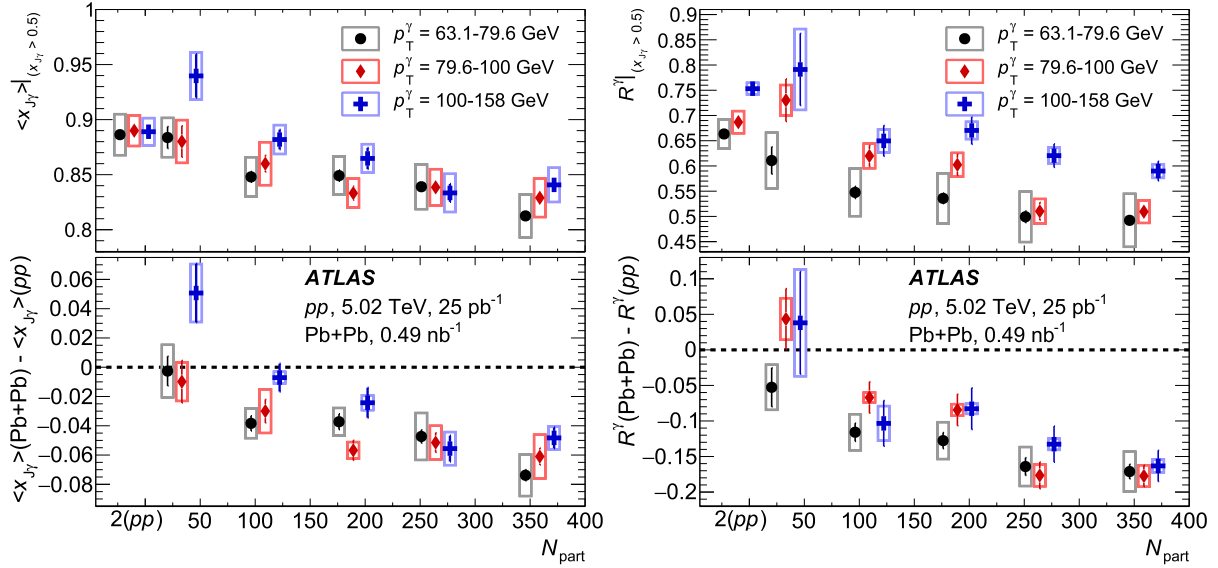 <x_Jγ>|(x_Jγ > 0.5)
1
0.95
0.9
0.85
0.8
p_T^γ = 63.1-79.6 GeV
p_T^γ = 79.6-100 GeV
p_T^γ = 100-158 GeV
<x_Jγ>(Pb+Pb) - <x_Jγ>(pp)
0.06
0.04
0.02
0
−0.02
−0.04
−0.06
−0.08
ATLAS
pp, 5.02 TeV, 25 pb⁻¹
Pb+Pb, 0.49 nb⁻¹
2(pp) 50 100 150 200 250 300 350 400
N_part
R^γ|(x_Jγ > 0.5)
0.9
0.85
0.8
0.75
0.7
0.65
0.6
0.55
0.5
0.45
p_T^γ = 63.1-79.6 GeV
p_T^γ = 79.6-100 GeV
p_T^γ = 100-158 GeV
R^γ(Pb+Pb) - R^γ(pp)
0.1
0.05
0
−0.05
−0.1
−0.15
−0.2
ATLAS
pp, 5.02 TeV, 25 pb⁻¹
Pb+Pb, 0.49 nb⁻¹
2(pp) 50 100 150 200 250 300 350 400
N_part